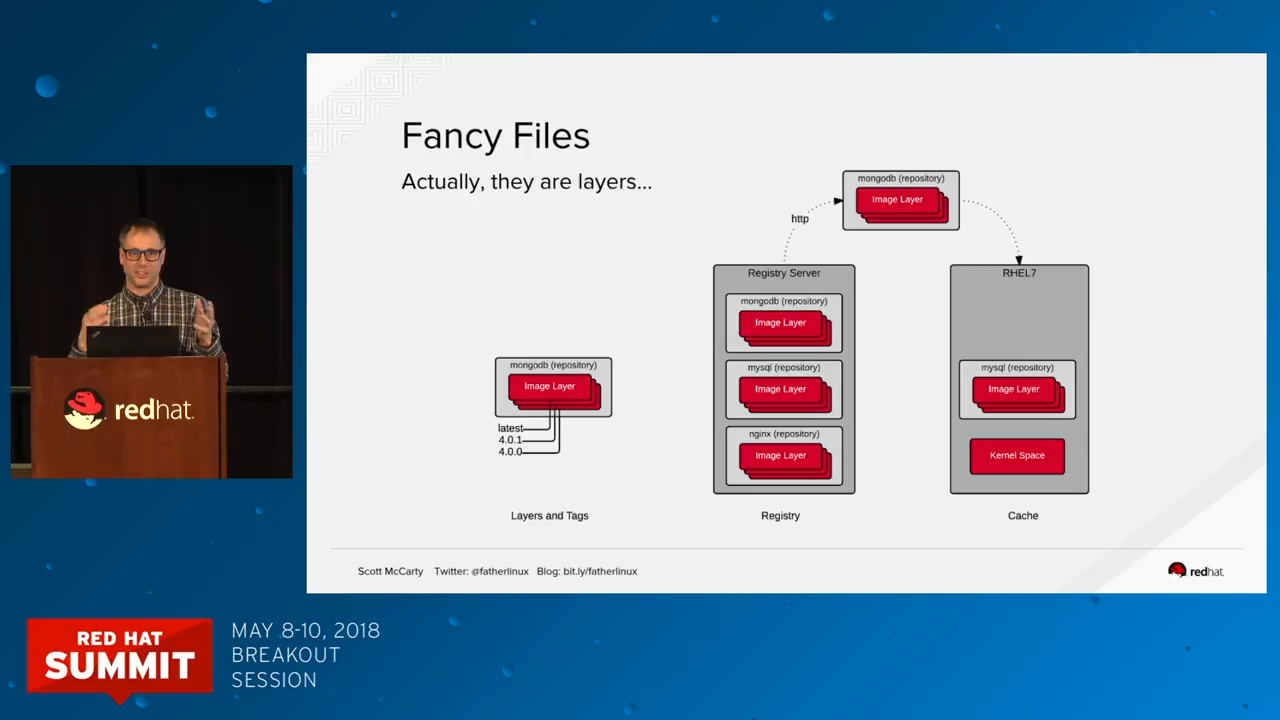 Fancy Files
Actually, they are layers...
mongodb (repository)
Image Layer
http
Registry Server
mongodb (repository)
Image Layer
mysql (repository)
Image Layer
nginx (repository)
Image Layer
RHEL7
mysql (repository)
Image Layer
Kernel Space
mongodb (repository)
Image Layer
latest
4.0.1
4.0.0
Layers and Tags
Registry
Cache
Scott McCarty Twitter: @fatherlinux Blog: bit.ly/fatherlinux
redhat.
redhat.
RED HAT
SUMMIT
MAY 8-10, 2018
BREAKOUT
SESSION